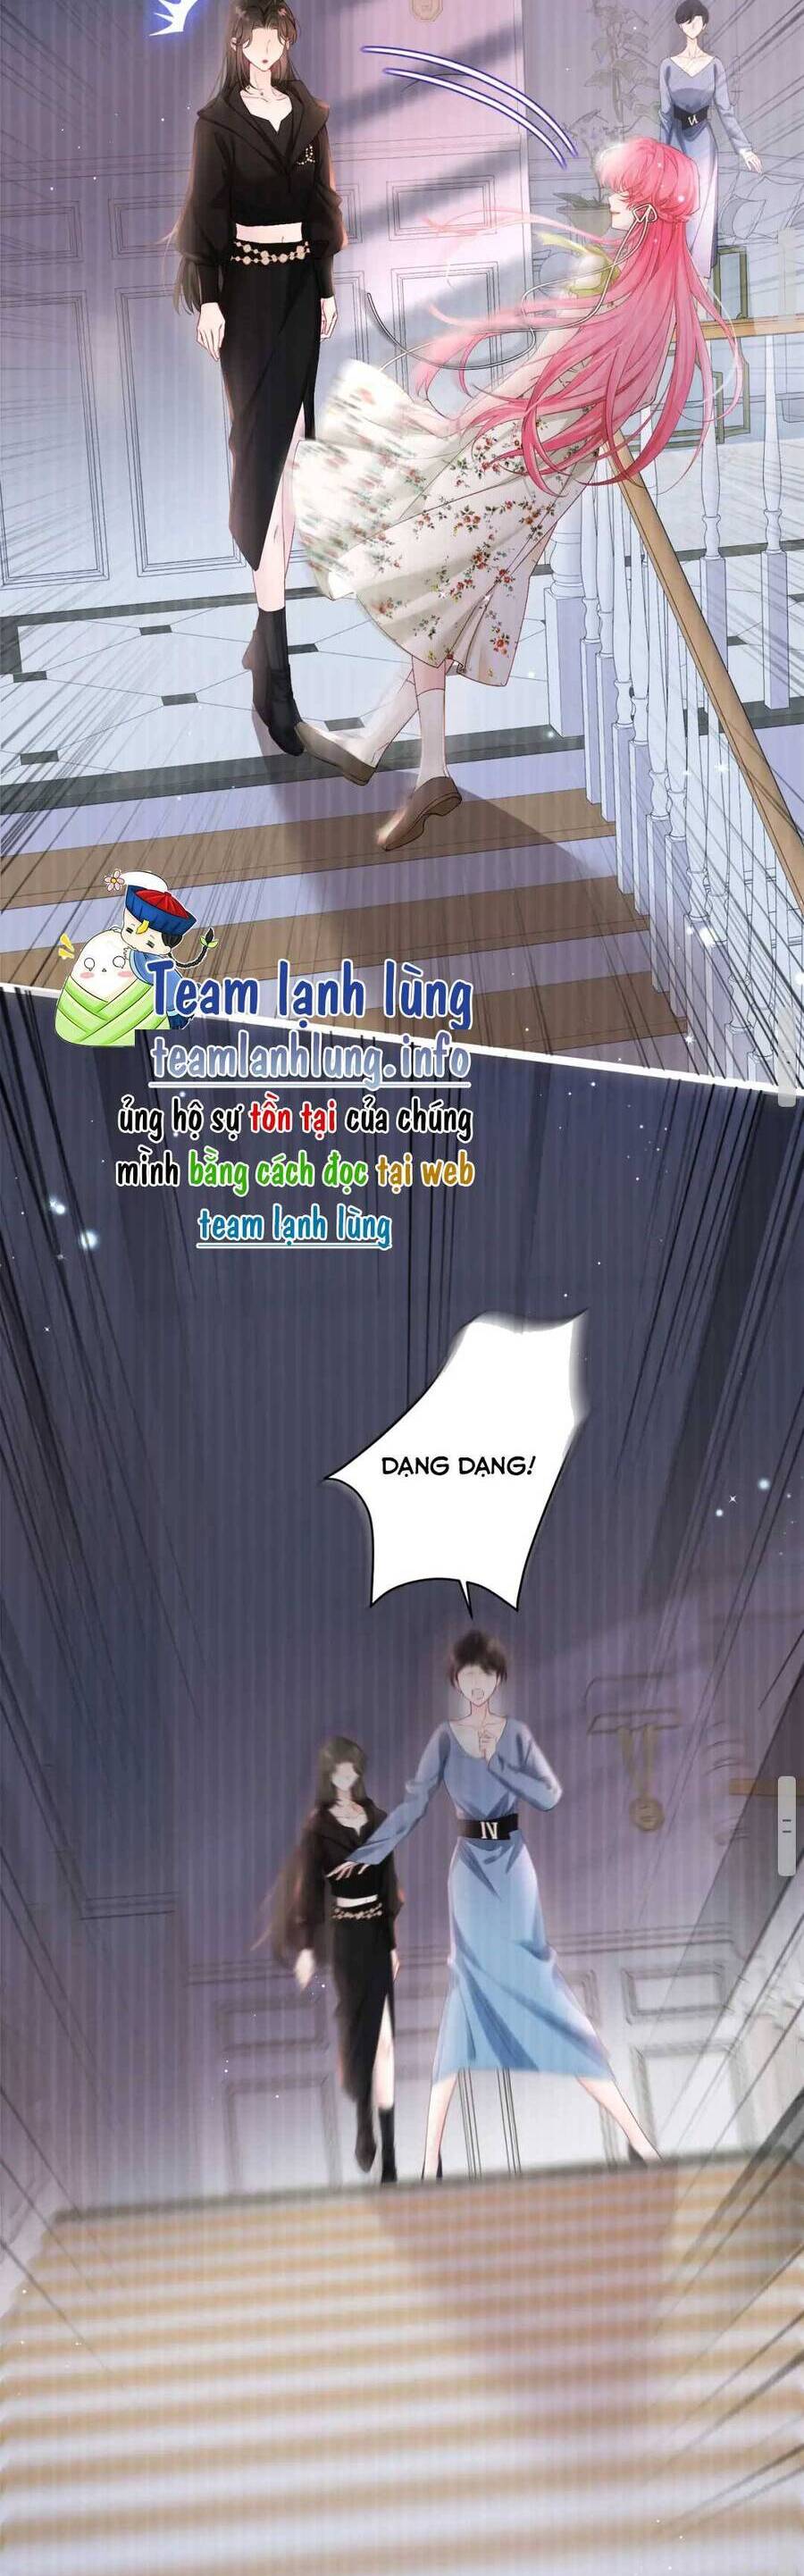 Team lạnh lùng
teamlanhlung.info
ủng hộ sự tồn tại của chúng
mình bằng cách đọc tại web
team lạnh lùng
DẠNG DẠNG!
IV